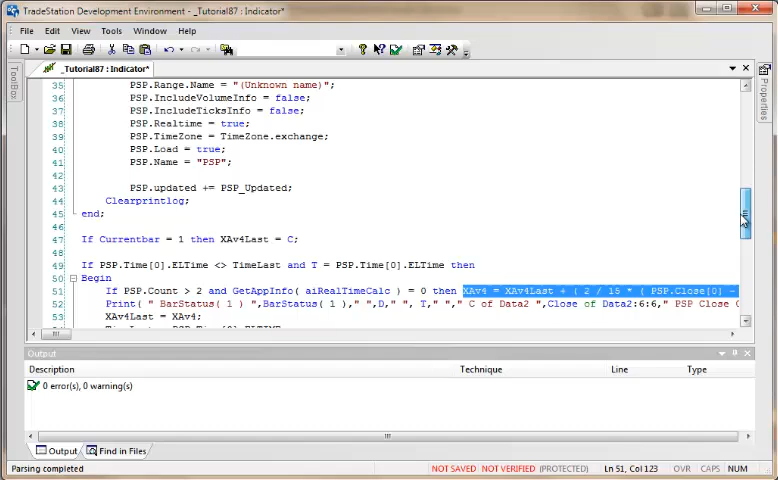 TradeStation Development Environment - _Tutorial87 : Indicator*
File Edit View Tools Window Help
_Tutorial87 : Indicator*
ToolBox
Properties
35 PSP.Range.Name = "(Unknown name)";
36 PSP.IncludeVolumeInfo = false;
37 PSP.IncludeTicksInfo = false;
38 PSP.Realtime = true;
39 PSP.TimeZone = TimeZone.exchange;
40 PSP.Load = true;
41 PSP.Name = "PSP";
42
43 PSP.updated += PSP_Updated;
44 Clearprintlog;
45 end;
46
47 If Currentbar = 1 then XAv4Last = C;
48
49 If PSP.Time[0].ELTime <> TimeLast and T = PSP.Time[0].ELTime then
50 Begin
51 If PSP.Count > 2 and GetAppInfo( aiRealTimeCalc ) = 0 then XAv4 = XAv4Last + ( 2 / 15 * ( PSP.Close[0] -
52 Print( " BarStatus( 1 ) ",BarStatus( 1 )," ",D," ", T,"," C of Data2 ",Close of Data2:6:6," PSP Close
53 XAv4Last = XAv4;
Output
Description Technique Line Type
0 error(s), 0 warning(s)
Output Find in Files
Parsing completed NOT SAVED NOT VERIFIED (PROTECTED) Ln 51, Col 123 OVR CAPS NUM